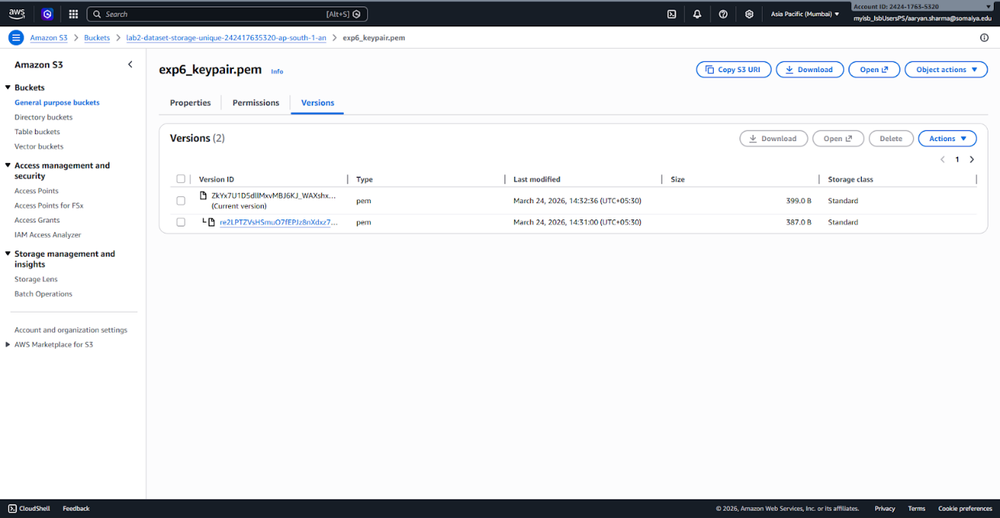 aws
Search [Alt+S]
Asia Pacific (Mumbai) ▼
Account ID: 2424-1763-5320
myisb_IsbUsersPS/aaryan.sharma@somaiya.edu
Amazon S3 > Buckets > lab2-dataset-storage-unique-242417635320-ap-south-1-an > exp6_keypair.pem
Amazon S3
Buckets
General purpose buckets
Directory buckets
Table buckets
Vector buckets
Access management and
security
Access Points
Access Points for FSx
Access Grants
IAM Access Analyzer
Storage management and
insights
Storage Lens
Batch Operations
Account and organization settings
AWS Marketplace for S3
exp6_keypair.pem Info
Copy S3 URI Download Open Object actions ▼
Properties Permissions Versions
Versions (2)
Download Open Delete Actions ▼
1
Version ID Type Last modified Size Storage class
(Current version) pem March 24, 2026, 14:32:36 (UTC+05:30) 399.0 B Standard
pem March 24, 2026, 14:31:00 (UTC+05:30) 387.0 B Standard
CloudShell Feedback
© 2026, Amazon Web Services, Inc. or its affiliates. Privacy Terms Cookie preferences